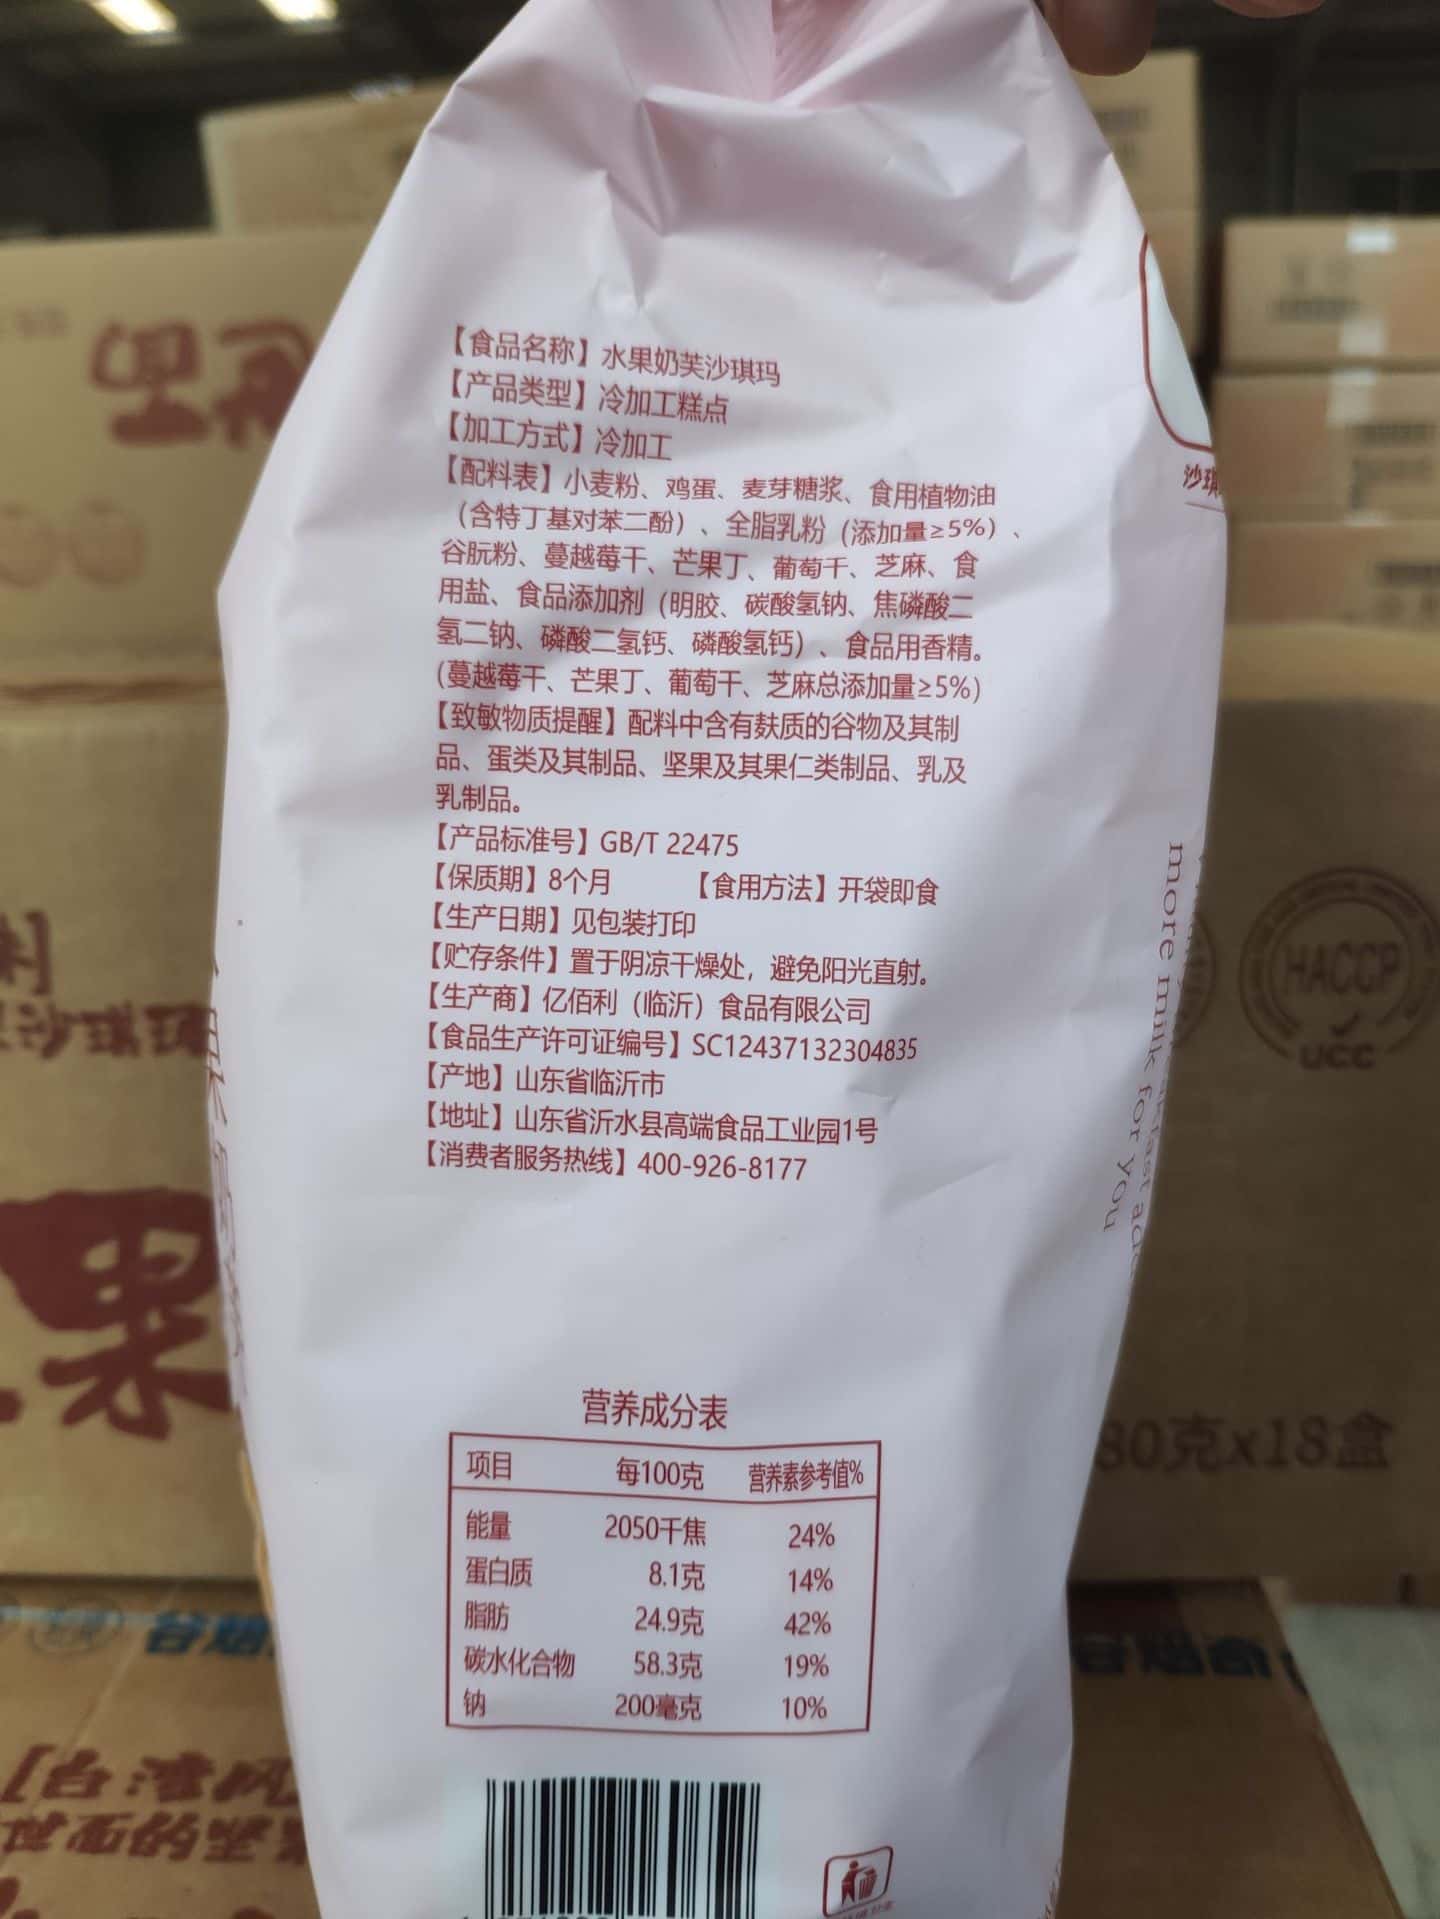 【食品名称】水果奶芙沙琪玛
【产品类型】冷加工糕点
【加工方式】冷加工
【配料表】小麦粉、鸡蛋、麦芽糖浆、食用植物油
（含特丁基对苯二酚）、全脂乳粉（添加量≥5%）、
谷朊粉、蔓越莓干、芒果丁、葡萄干、芝麻、食
用盐、食品添加剂（明胶、碳酸氢钠、焦磷酸二
氢二钠、磷酸二氢钙、磷酸氢钙）、食品用香精。
(蔓越莓干、芒果丁、葡萄干、芝麻总添加量≥5%)
【致敏物质提醒】配料中含有麸质的谷物及其制
品、蛋类及其制品、坚果及其果仁类制品、乳及
乳制品。
【产品标准号】GB/T 22475
【保质期】8个月 【食用方法】开袋即食
【生产日期】见包装打印
【贮存条件】置于阴凉干燥处，避免阳光直射。
【生产商】亿佰利（临沂）食品有限公司
【食品生产许可证编号】SC12437132304835
【产地】山东省临沂市
【地址】山东省沂水县高端食品工业园1号
【消费者服务热线】400-926-8177
营养成分表
项目 每100克 营养素参考值%
能量 2050千焦 24%
蛋白质 8.1克 14%
脂肪 24.9克 42%
碳水化合物 58.3克 19%
钠 200毫克 10%
沙琪
more milk for you
HACCP
UCC
80克x18盒
沙琪玛
果